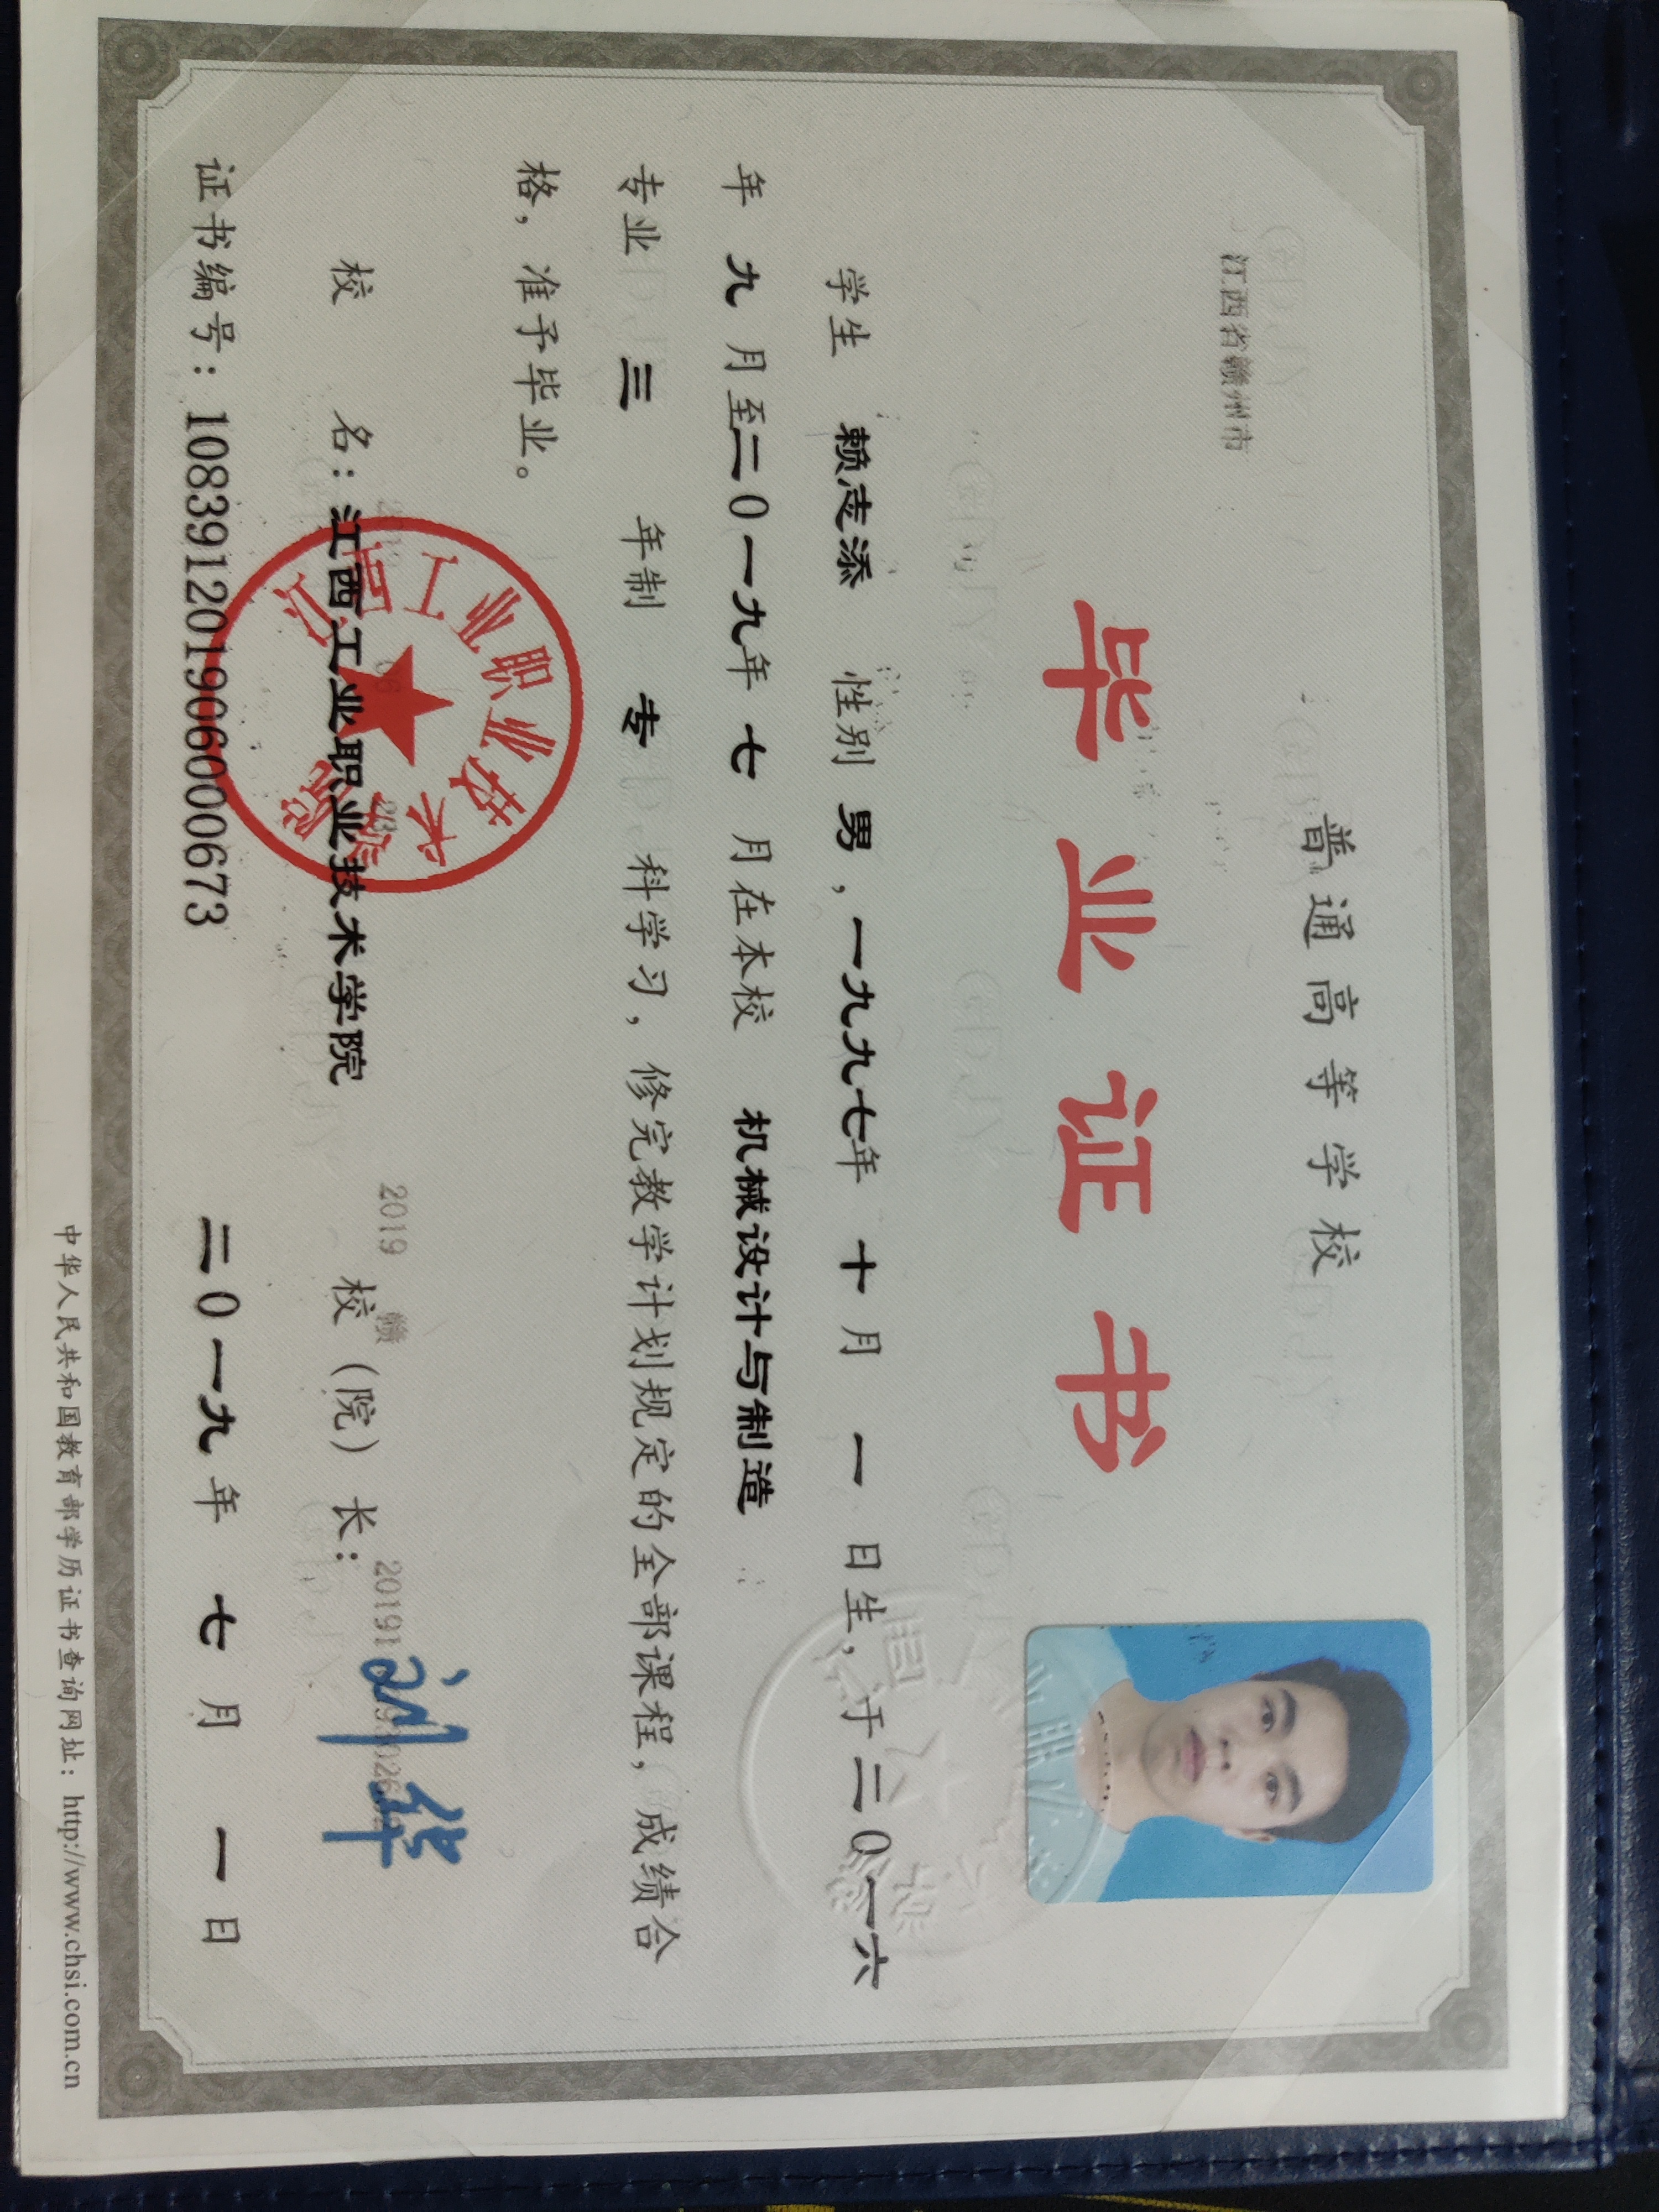 普通高等学校
江西省赣州市
毕业证书
学生 赖志添 性别 男，一九九七年 十 月 一 日生，于二0一六
年 九 月至二0一九年 七 月在本校 机械设计与制造
专业 三 年制 专 科学习，修完教学计划规定的全部课程，成绩合
格，准予毕业。
2019 赣
校 名：江西工业职业技术学院 校（院）长：
江西工业职业技术学院
证书编号：108391201906000673 二0一九 年 七 月 一 日
中华人民共和国教育部学历证书查询网址：http://www.chsi.com.cn